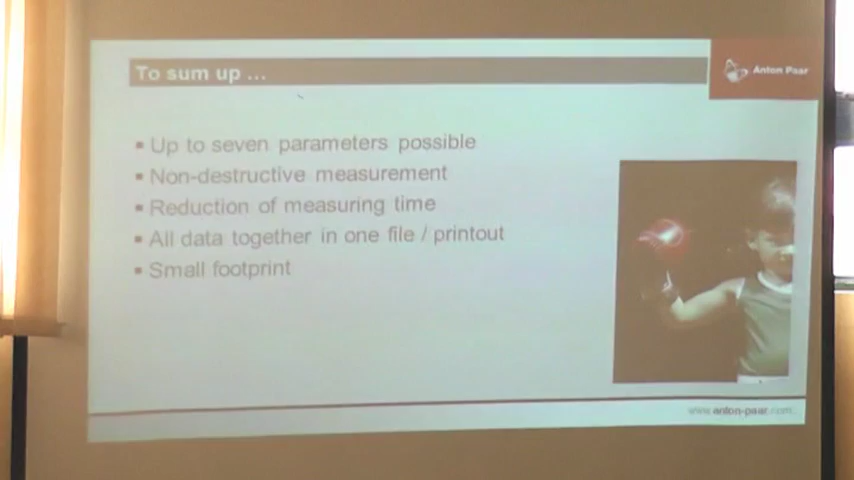 To sum up ...
Anton Paar
▪ Up to seven parameters possible
▪ Non-destructive measurement
▪ Reduction of measuring time
▪ All data together in one file / printout
▪ Small footprint
www.anton-paar.com